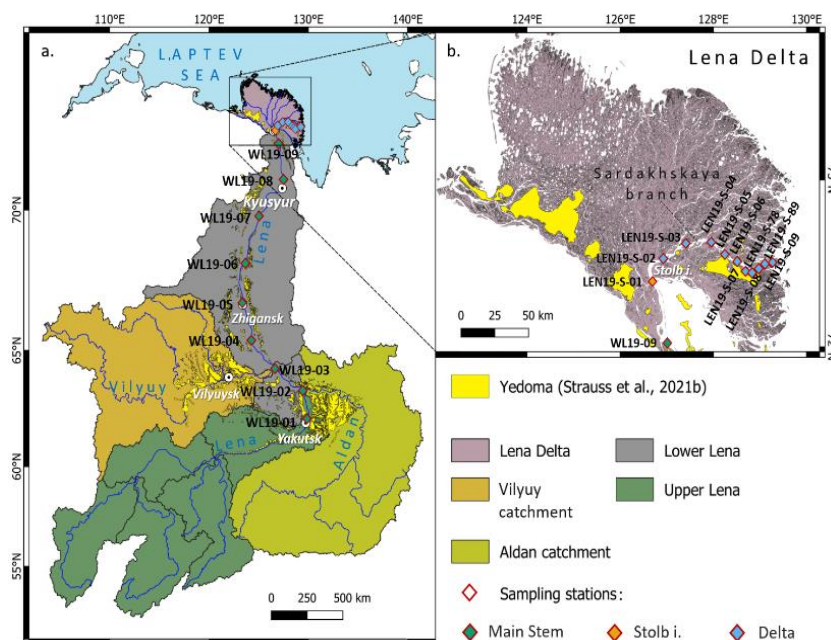 110°E 120°E 130°E 140°E
a.
LAPTEV
SEA
WL19-09
WL19-08
Kyusyur
70°N
WL19-07
Lena
WL19-06
WL19-05
Zhigansk
WL19-04
65°N
WL19-03
Vilyuy
Vilyuysk
WL19-02
WL19-01
Yakutsk
Lena
Aldan
60°N
55°N
0 250 500 km
124°E 126°E 128°E 130°E
b.
Lena Delta
Sardakhskaya
branch
LEN19-S-04
LEN19-S-05
LEN19-S-06
LEN19-S-78
LEN19-S-89
LEN19-S-03
LEN19-S-02
Stolb i.
LEN19-S-01
LEN19-S-07
LEN19-S-09
0 25 50 km
WL19-09
Yedoma (Strauss et al., 2021b)
Lena Delta
Lower Lena
Vilyuy
catchment
Upper Lena
Aldan catchment
Sampling stations:
Main Stem
Stolb i.
Delta